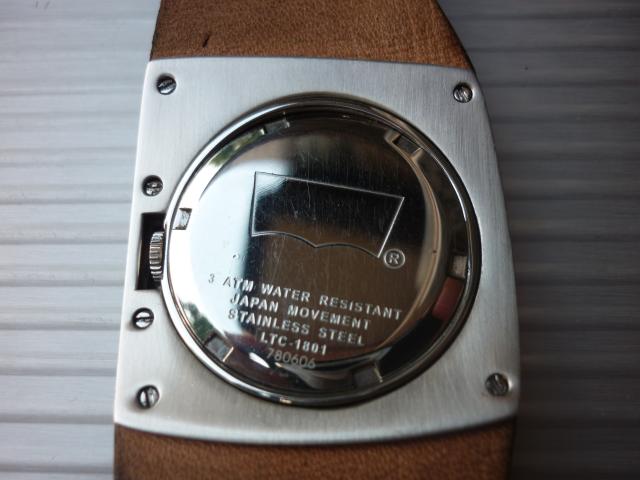 ®
3 ATM WATER RESISTANT
JAPAN MOVEMENT
STAINLESS STEEL
LTC-1801
780606